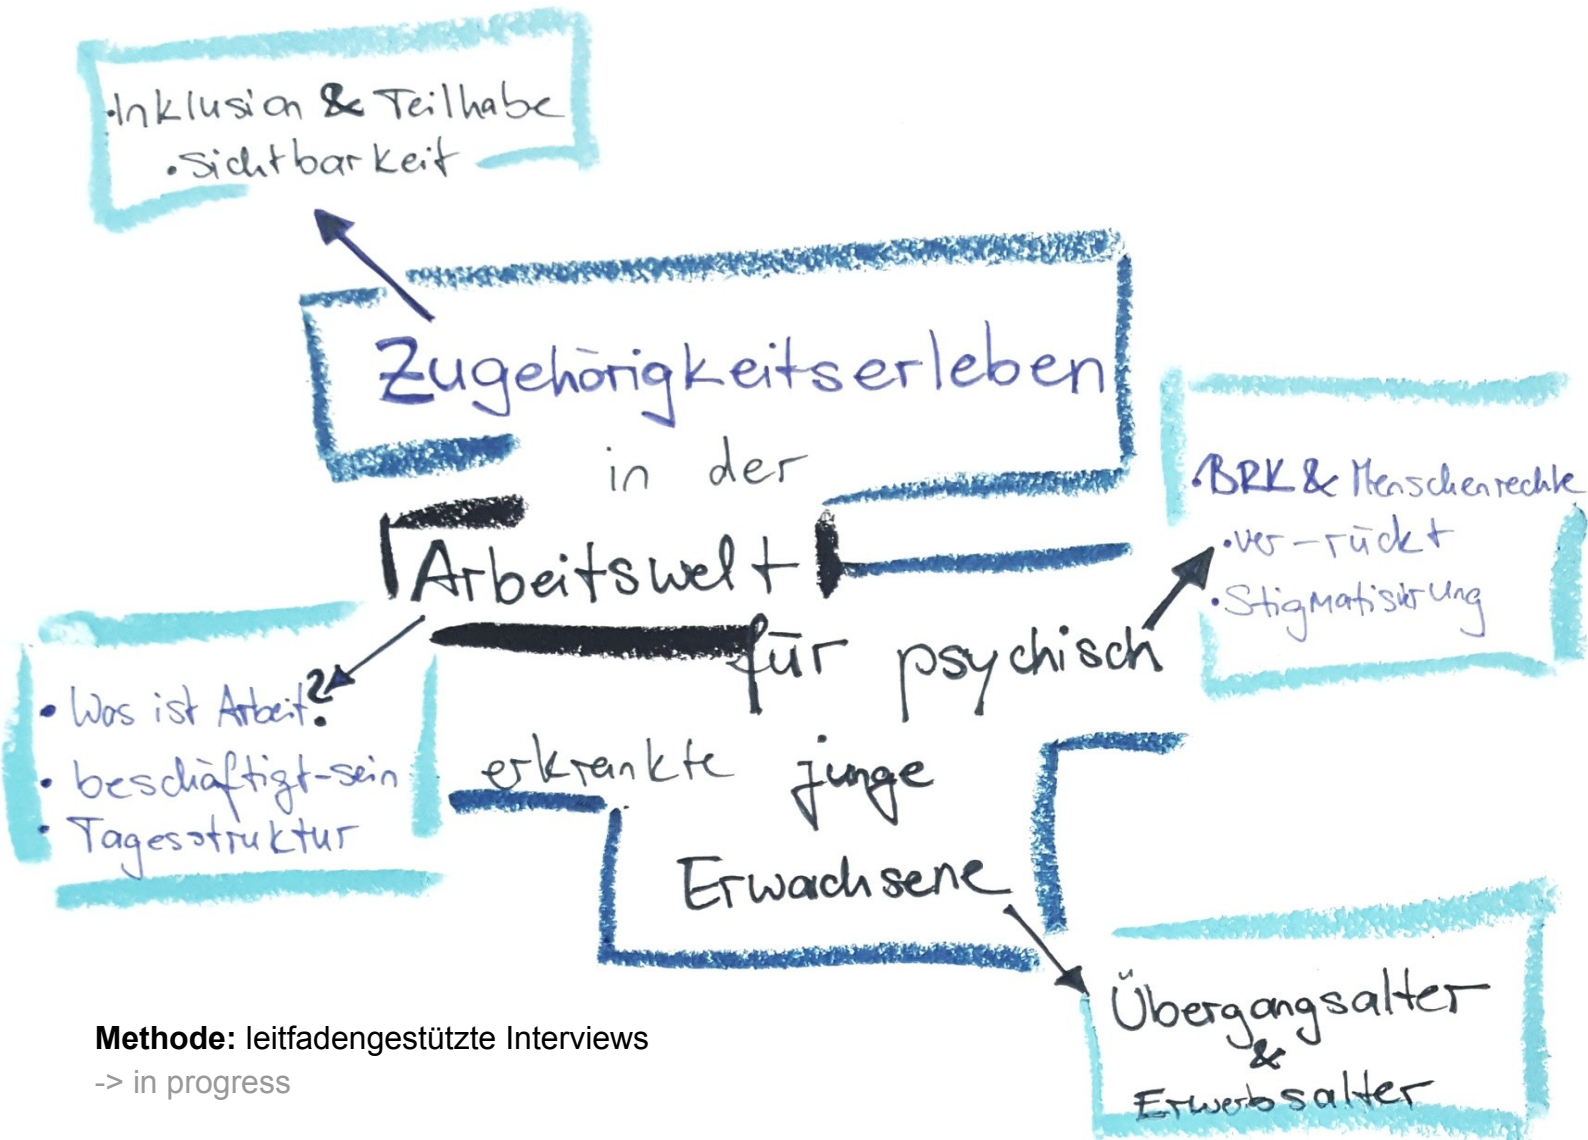 •Inklusion & Teilhabe
•Sichtbarkeit
Zugehörigkeitserleben
in der
Arbeitswelt
für psychisch
erkrankte junge
Erwachsene
•BRK & Menschenrechte
•ver-rückt
•Stigmatisierung
• Was ist Arbeit?
• beschäftigt-sein
• Tagesstruktur
Übergangsalter
&
Erwerbsalter
Methode: leitfadengestützte Interviews
-> in progress